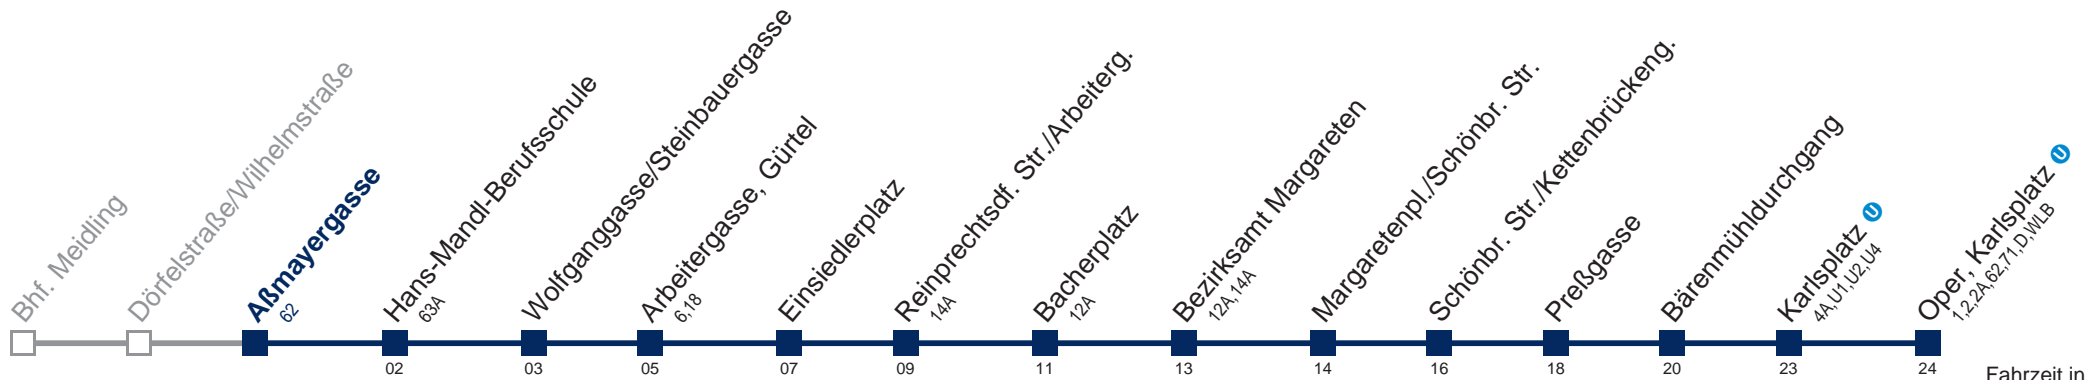 Bhf. Meidling
Dörfelstraße/Wilhelmstraße
Aßmayergasse
62
Hans-Mandl-Berufsschule
63A
Wolfganggasse/Steinbauergasse
Arbeitergasse, Gürtel
6,18
Einsiedlerplatz
Reinprechtsdf. Str./Arbeiterg.
14A
Bacherplatz
12A
Bezirksamt Margareten
12A,14A
Margaretenpl./Schönbr. Str.
Schönbr. Str./Kettenbrückeng.
Preßgasse
Bärenmühldurchgang
Karlsplatz U
4A,U1,U2,U4
Oper, Karlsplatz U
1,2,2A,62,71,D,WLB
02 03 05 07 09 11 13 14 16 18 20 23 24
Fahrzeit in